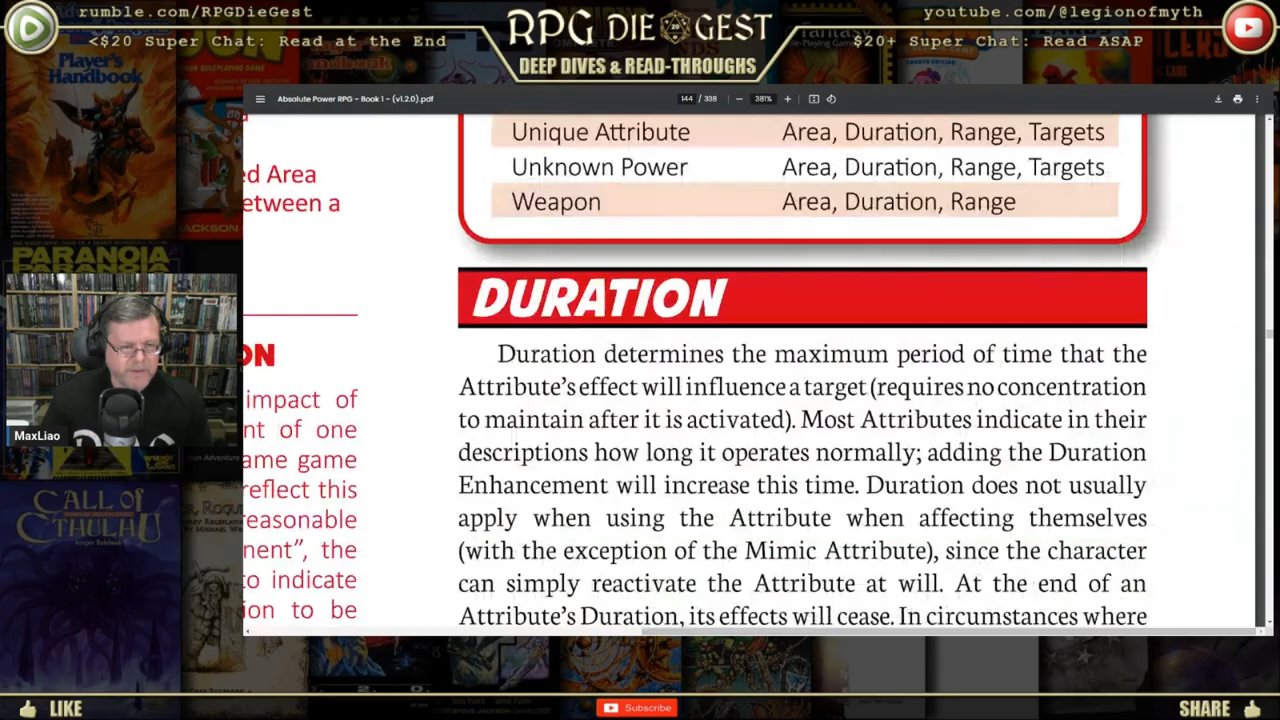 rumble.com/RPGDieGest
<$20 Super Chat: Read at the End
RPG DIE GEST
DEEP DIVES & READ-THROUGHS
youtube.com/@legionofmyth
$20+ Super Chat: Read ASAP
Player's
Handbook
Absolute Power RPG – Book 1 – (v1.2.0).pdf
144 / 338
381%
ed Area
etween a
ON
impact of
nt of one
ame game
reflect this
reasonable
nent", the
to indicate
ion to be
Unique Attribute Area, Duration, Range, Targets
Unknown Power Area, Duration, Range, Targets
Weapon Area, Duration, Range
DURATION
Duration determines the maximum period of time that the
Attribute's effect will influence a target (requires no concentration
to maintain after it is activated). Most Attributes indicate in their
descriptions how long it operates normally; adding the Duration
Enhancement will increase this time. Duration does not usually
apply when using the Attribute when affecting themselves
(with the exception of the Mimic Attribute), since the character
can simply reactivate the Attribute at will. At the end of an
Attribute's Duration, its effects will cease. In circumstances where
PARANOIA
MaxLiao
CALL OF
CTHULHU
LIKE
Subscribe
SHARE